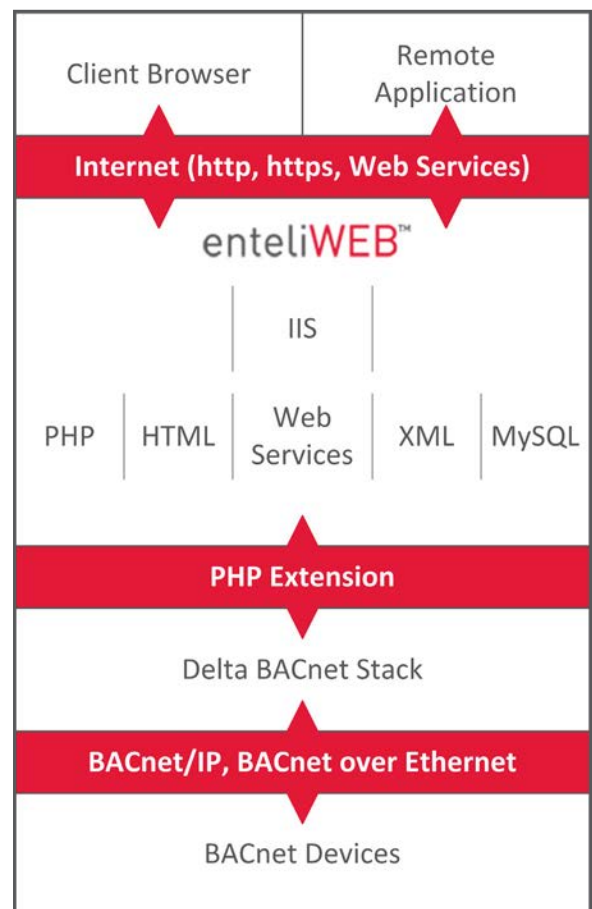 Client Browser
Remote
Application
Internet (http, https, Web Services)
enteliWEB™
IIS
PHP
HTML
Web
Services
XML
MySQL
PHP Extension
Delta BACnet Stack
BACnet/IP, BACnet over Ethernet
BACnet Devices